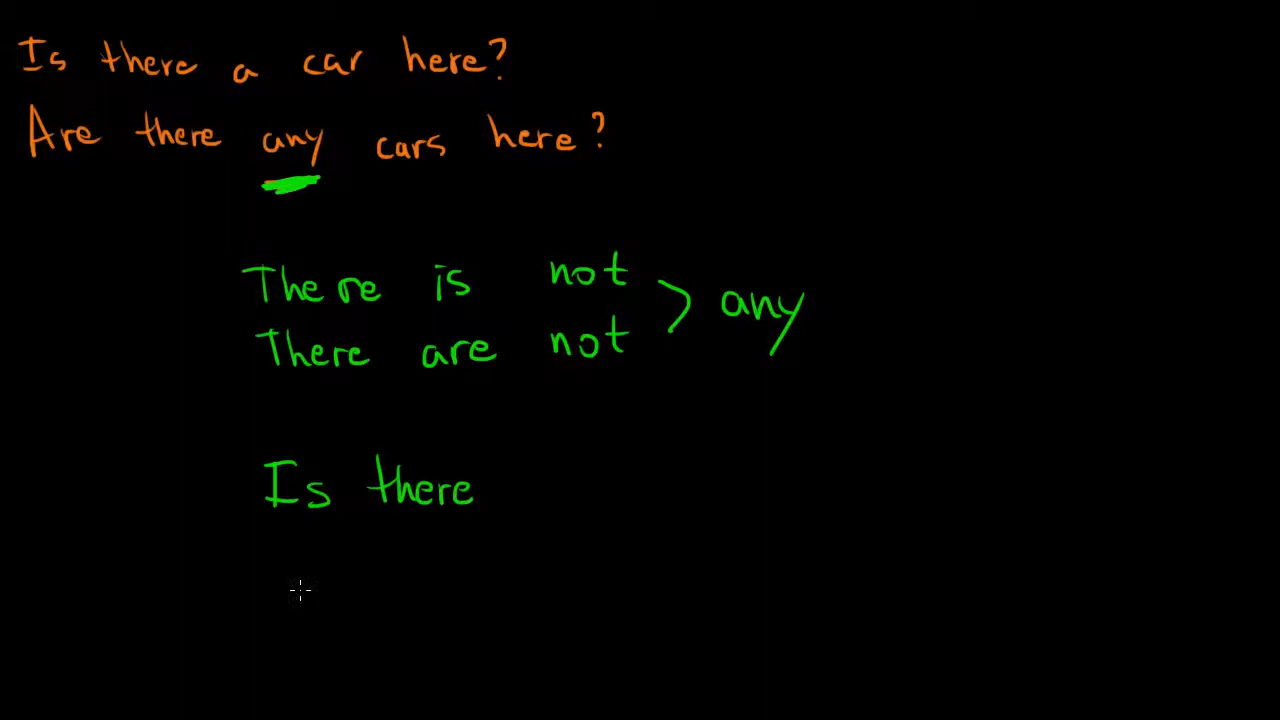 Is there a car here?
Are there any cars here?
There is not
There are not
> any
Is there